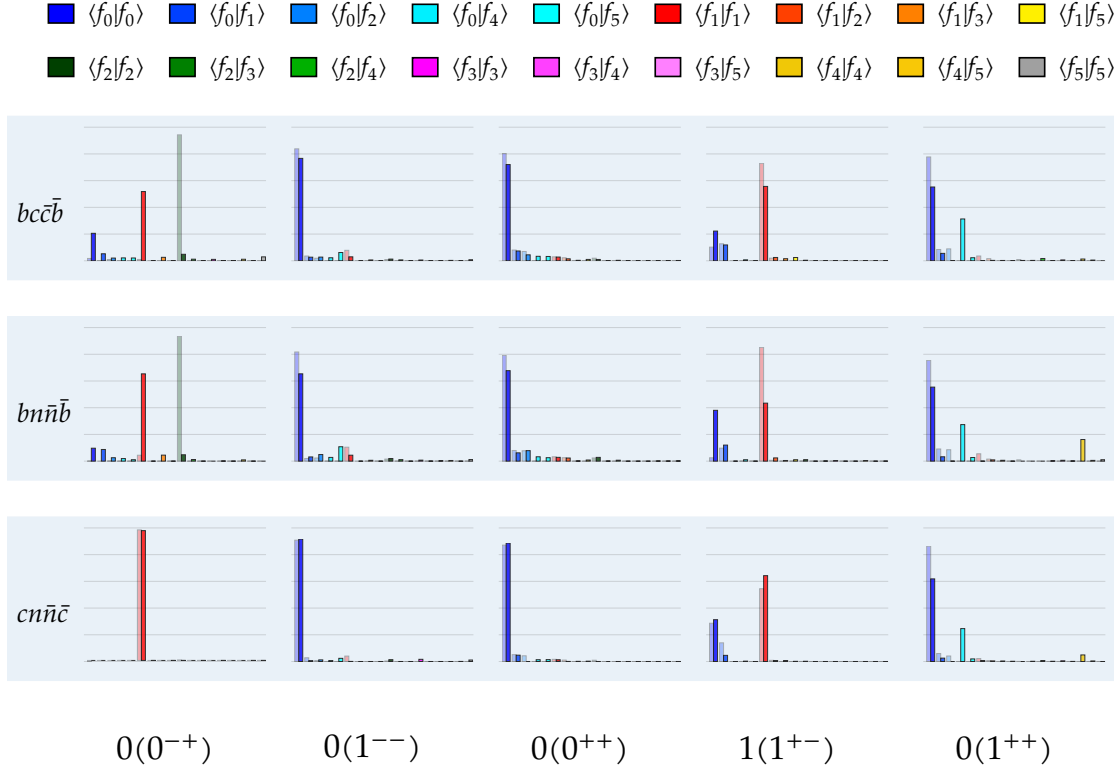 ⟨f₀|f₀⟩ ⟨f₀|f₁⟩ ⟨f₀|f₂⟩ ⟨f₀|f₄⟩ ⟨f₀|f₅⟩ ⟨f₁|f₁⟩ ⟨f₁|f₂⟩ ⟨f₁|f₃⟩ ⟨f₁|f₅⟩
⟨f₂|f₂⟩ ⟨f₂|f₃⟩ ⟨f₂|f₄⟩ ⟨f₃|f₃⟩ ⟨f₃|f₄⟩ ⟨f₃|f₅⟩ ⟨f₄|f₄⟩ ⟨f₄|f₅⟩ ⟨f₅|f₅⟩
bcc̄b̄
bnn̄b̄
cnn̄c̄
0(0⁻⁺) 0(1⁻⁻) 0(0⁺⁺) 1(1⁺⁻) 0(1⁺⁺)